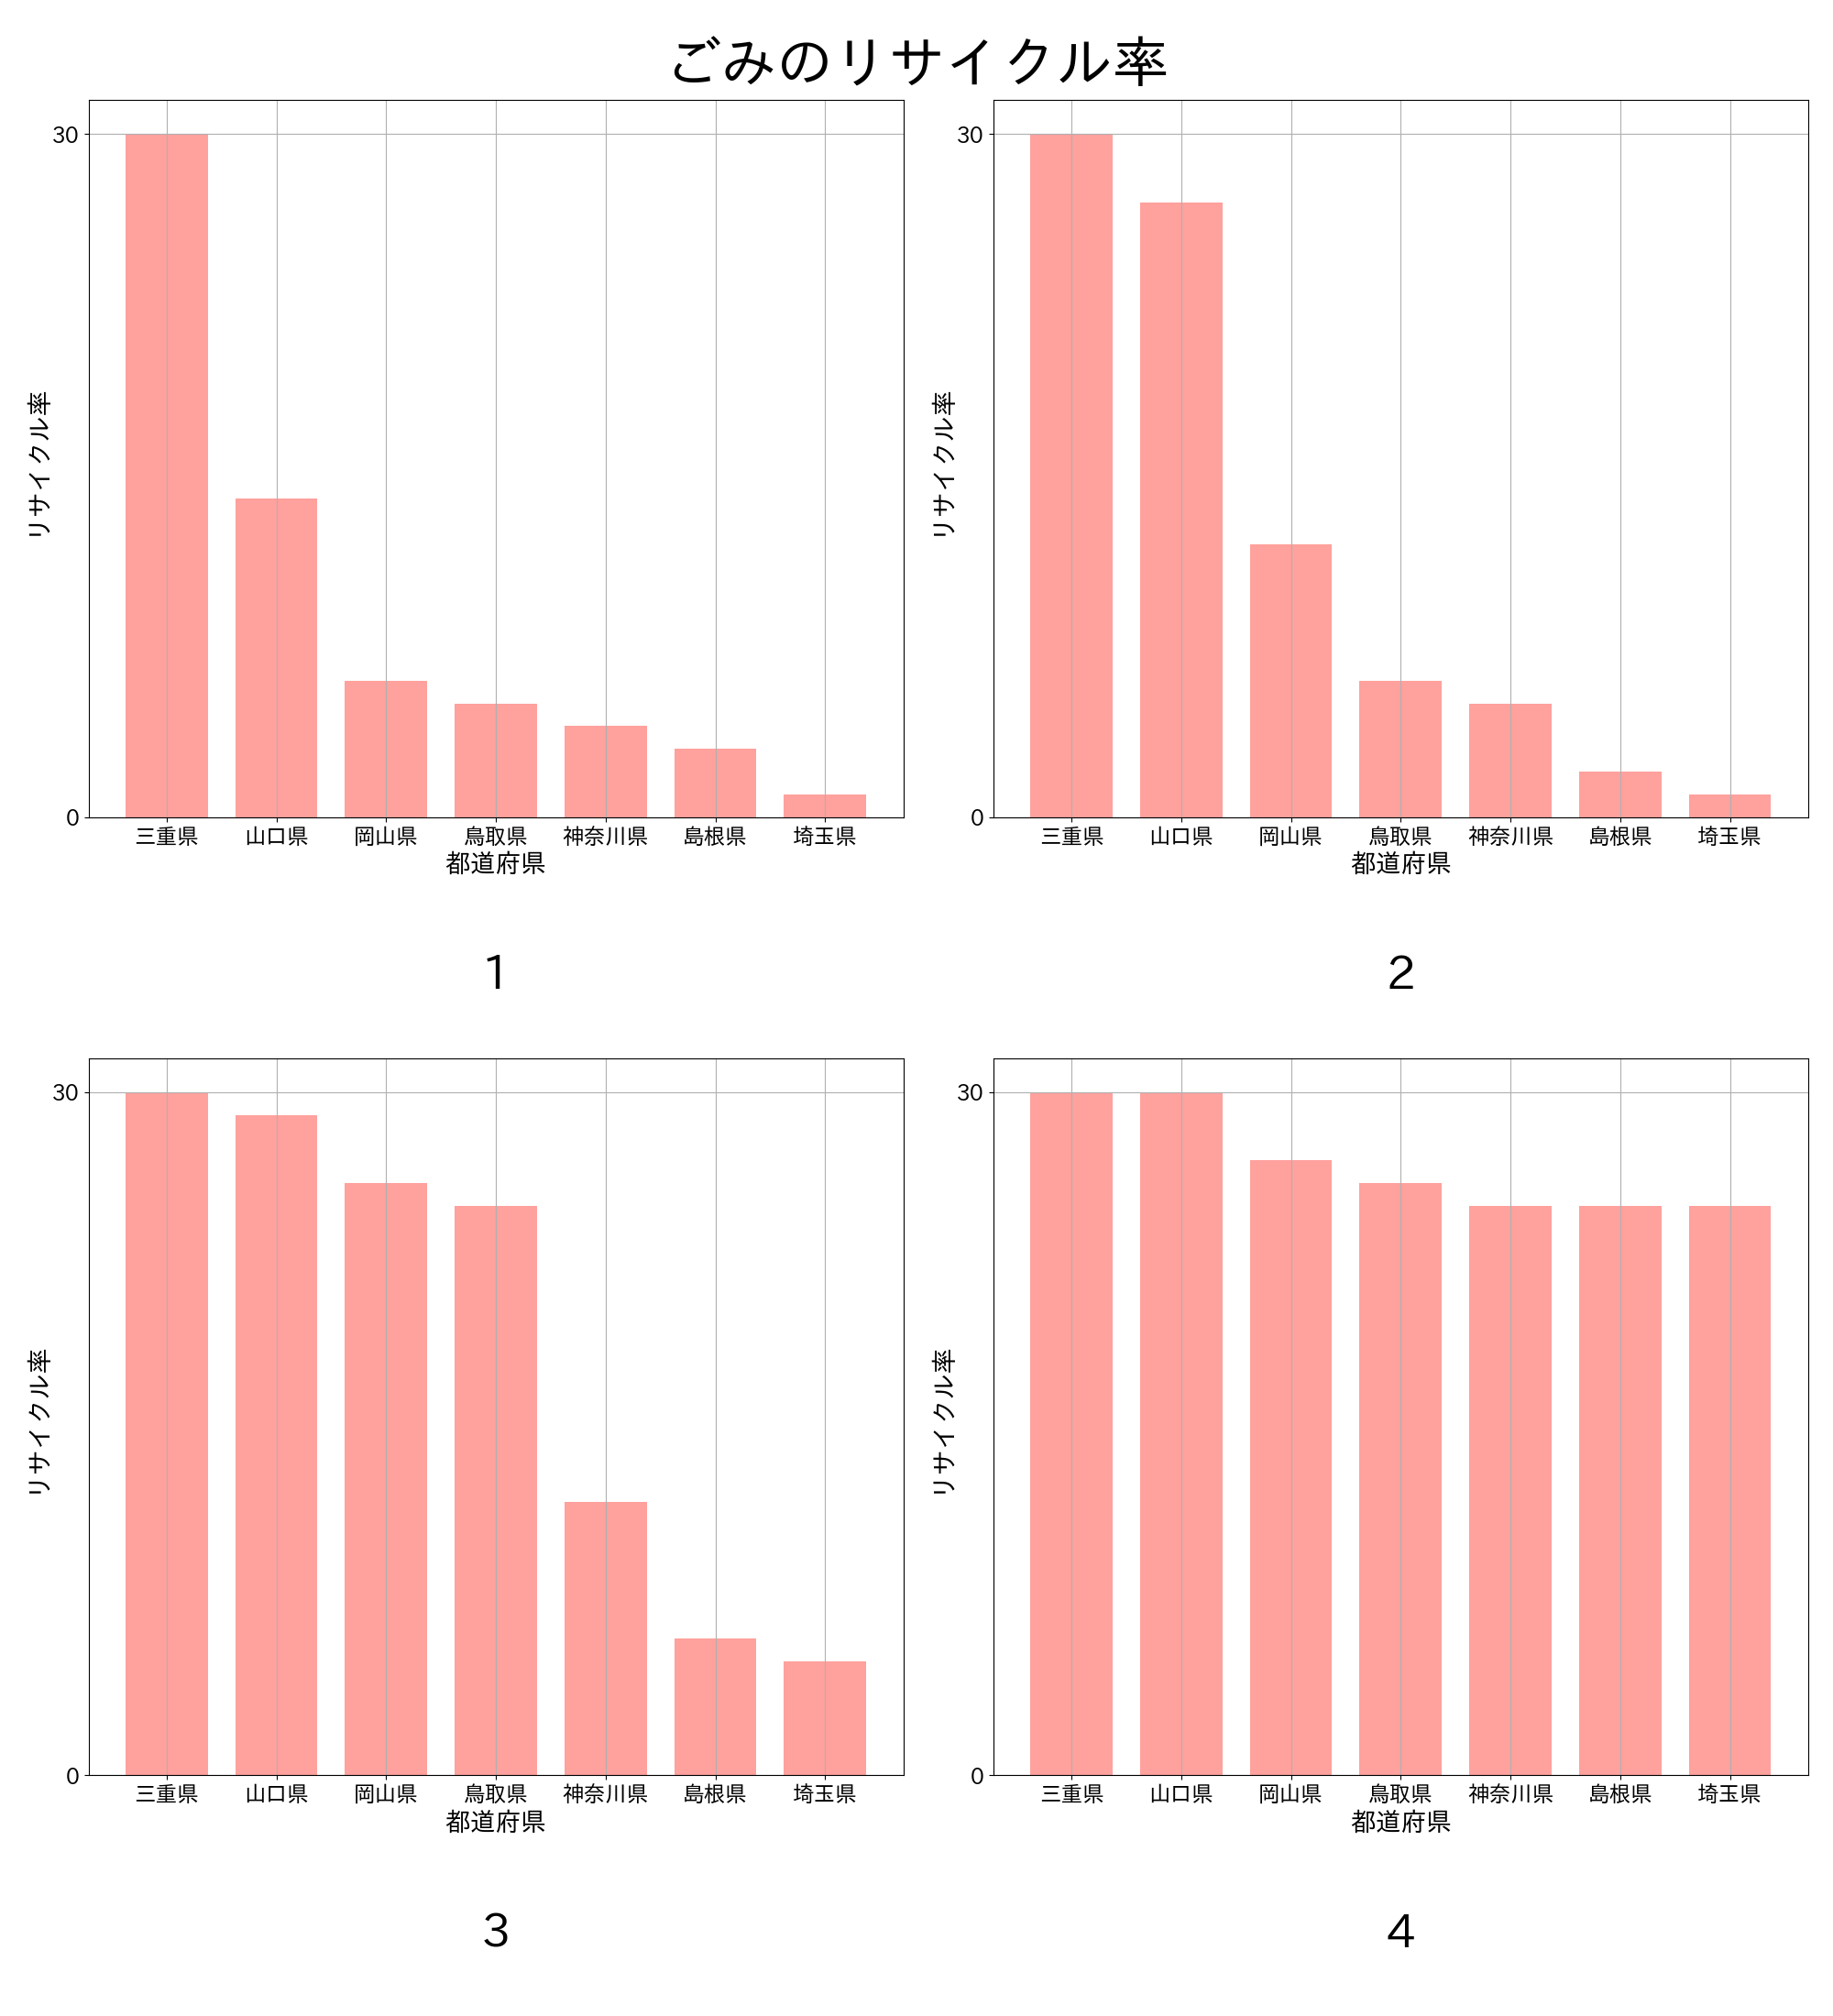 ごみのリサイクル率
30
0
リサイクル率
三重県 山口県 岡山県 鳥取県 神奈川県 島根県 埼玉県
都道府県
1
30
0
リサイクル率
三重県 山口県 岡山県 鳥取県 神奈川県 島根県 埼玉県
都道府県
2
30
0
リサイクル率
三重県 山口県 岡山県 鳥取県 神奈川県 島根県 埼玉県
都道府県
3
30
0
リサイクル率
三重県 山口県 岡山県 鳥取県 神奈川県 島根県 埼玉県
都道府県
4